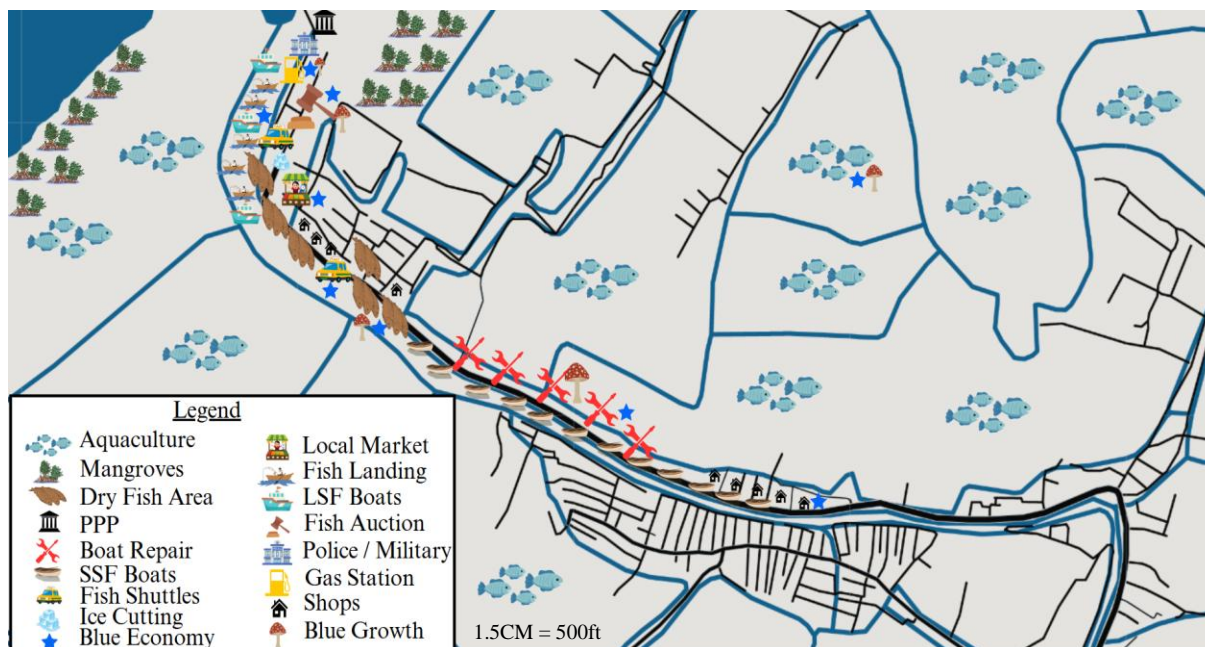 Legend
Aquaculture
Mangroves
Dry Fish Area
PPP
Boat Repair
SSF Boats
Fish Shuttles
Ice Cutting
Blue Economy
Local Market
Fish Landing
LSF Boats
Fish Auction
Police / Military
Gas Station
Shops
Blue Growth
1.5CM = 500ft